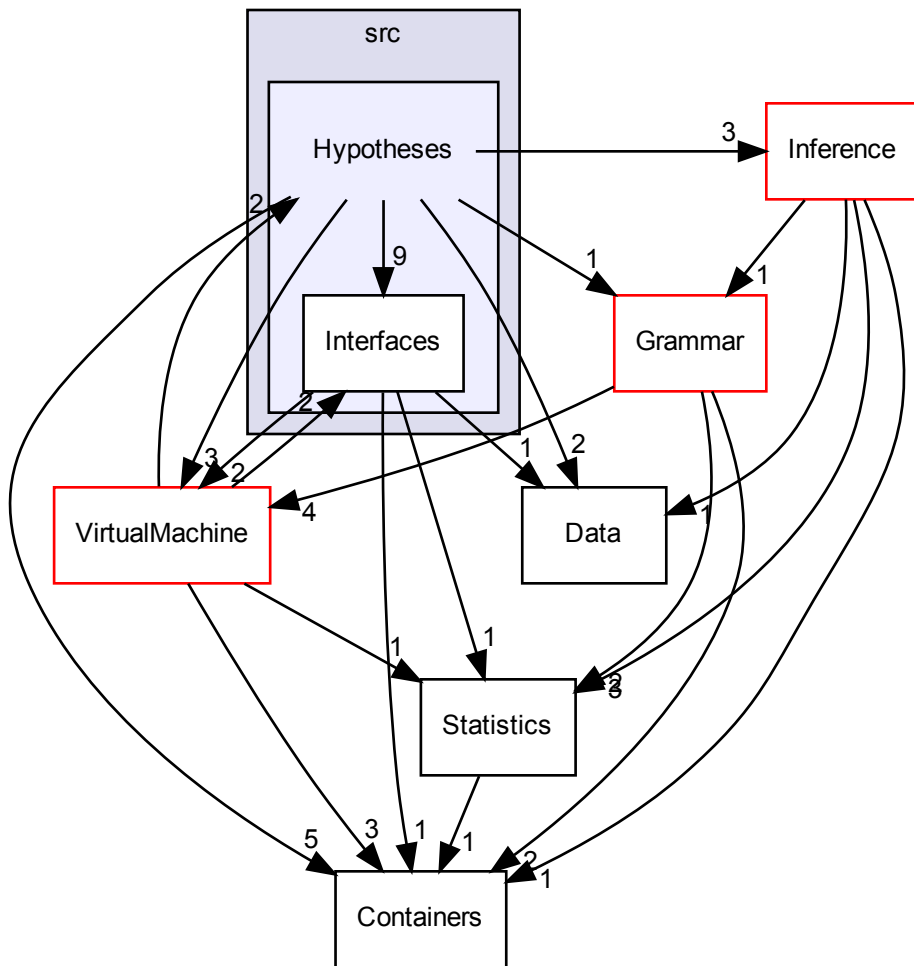 src
Hypotheses
3
Inference
2
1
1
9
Interfaces
Grammar
2
3
2
1
2
4
1
VirtualMachine
Data
1
1
2
Statistics
5
3
1
1
2
1
Containers